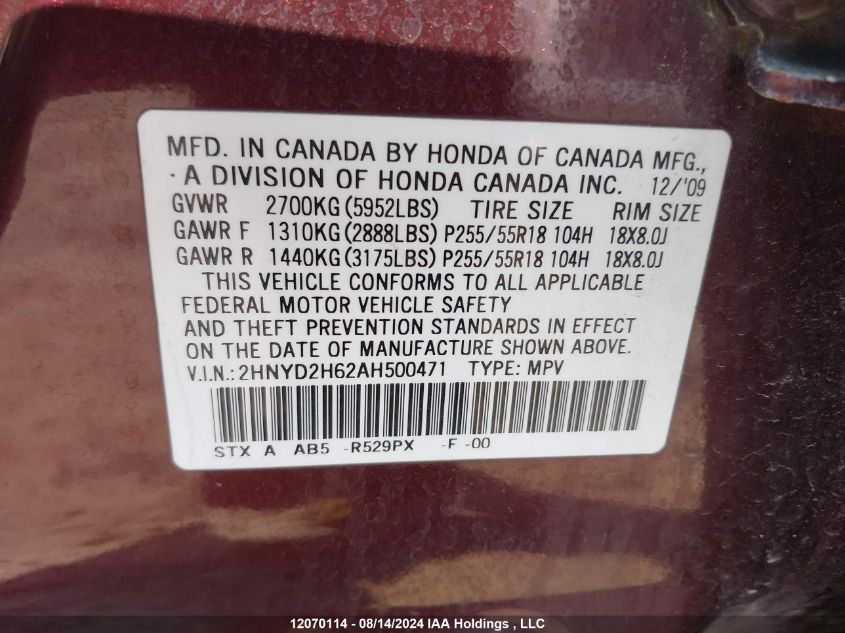 MFD. IN CANADA BY HONDA OF CANADA MFG.,
A DIVISION OF HONDA CANADA INC. 12/'09
GVWR 2700KG (5952LBS) TIRE SIZE RIM SIZE
GAWR F 1310KG (2888LBS) P255/55R18 104H 18X8.0J
GAWR R 1440KG (3175LBS) P255/55R18 104H 18X8.0J
THIS VEHICLE CONFORMS TO ALL APPLICABLE
FEDERAL MOTOR VEHICLE SAFETY
AND THEFT PREVENTION STANDARDS IN EFFECT
ON THE DATE OF MANUFACTURE SHOWN ABOVE.
V.I.N.: 2HNYD2H62AH500471 TYPE: MPV
STX A AB5 -R529PX -F -00
12070114 - 08/14/2024 IAA Holdings , LLC